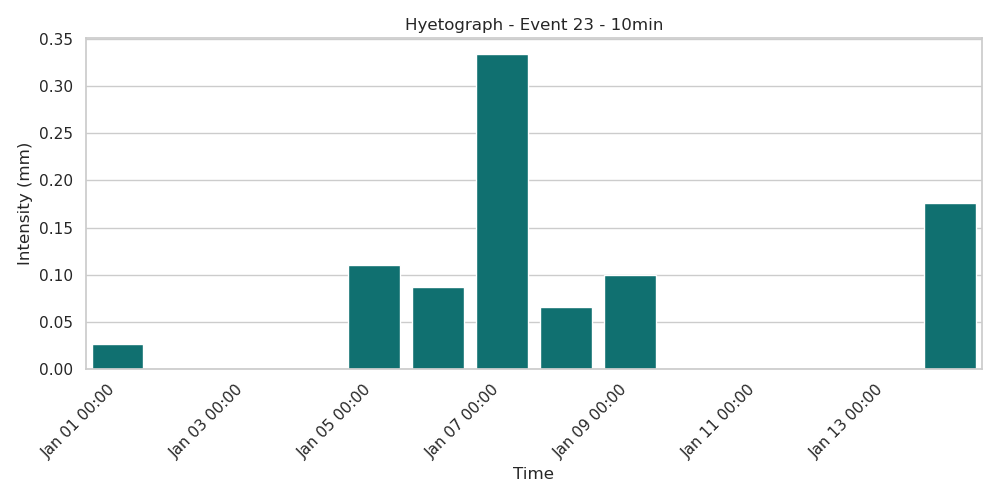 Hyetograph - Event 23 - 10min
Intensity (mm)
0.35
0.30
0.25
0.20
0.15
0.10
0.05
0.00
Jan 01 00:00
Jan 03 00:00
Jan 05 00:00
Jan 07 00:00
Jan 09 00:00
Jan 11 00:00
Jan 13 00:00
Time